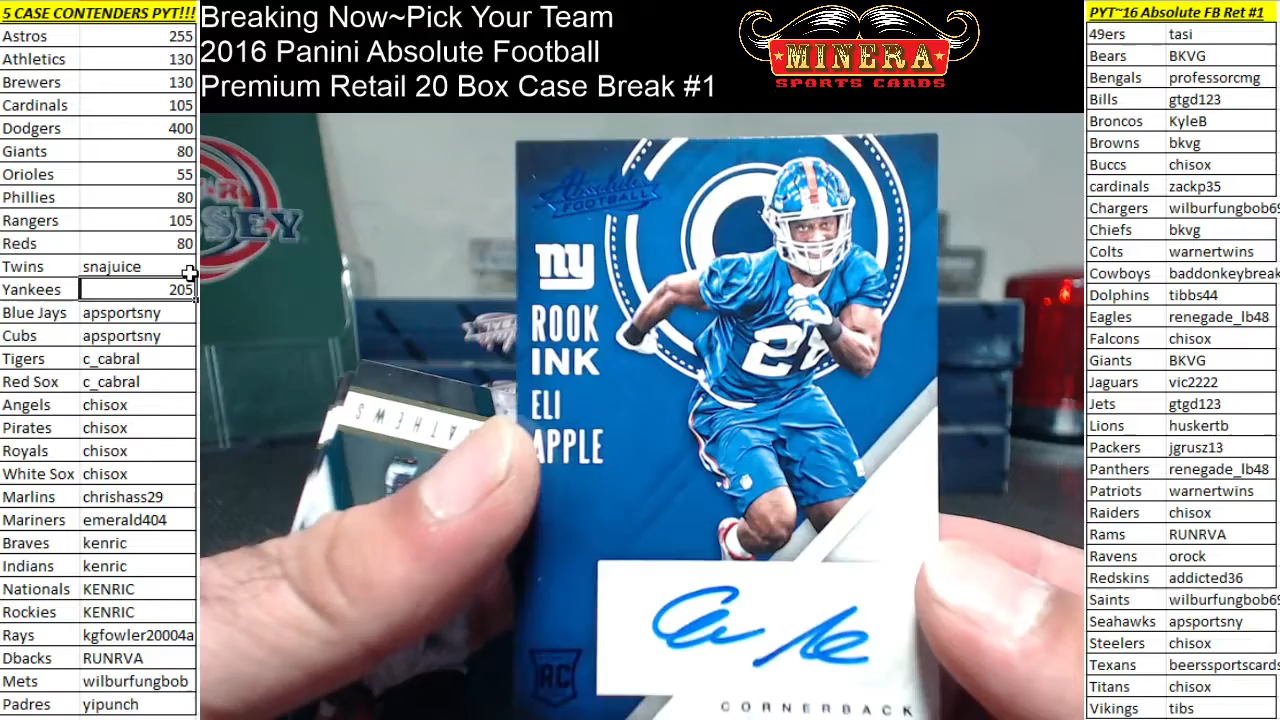 5 CASE CONTENDERS PYT!!!
Astros 255
Athletics 130
Brewers 130
Cardinals 105
Dodgers 400
Giants 80
Orioles 55
Phillies 80
Rangers 105
Reds 80
Twins snajuice
Yankees 205
Blue Jays apsportsny
Cubs apsportsny
Tigers c_cabral
Red Sox c_cabral
Angels chisox
Pirates chisox
Royals chisox
White Sox chisox
Marlins chrishass29
Mariners emerald404
Braves kenric
Indians kenric
Nationals KENRIC
Rockies KENRIC
Rays kgfowler20004a
Dbacks RUNRVA
Mets wilburfungbob
Padres yipunch
Breaking Now~Pick Your Team
2016 Panini Absolute Football
Premium Retail 20 Box Case Break #1
MINERA
SPORTS CARDS
Absolute
FOOTBALL
ny
ROOK
INK
ELI
APPLE
RC
CORNERBACK
PYT~16 Absolute FB Ret #1
49ers tasi
Bears BKVG
Bengals professorcmg
Bills gtgd123
Broncos KyleB
Browns bkvg
Buccs chisox
cardinals zackp35
Chargers wilburfungbob69
Chiefs bkvg
Colts warnertwins
Cowboys baddonkeybreak
Dolphins tibbs44
Eagles renegade_lb48
Falcons chisox
Giants BKVG
Jaguars vic2222
Jets gtgd123
Lions huskertb
Packers jgrusz13
Panthers renegade_lb48
Patriots warnertwins
Raiders chisox
Rams RUNRVA
Ravens orock
Redskins addicted36
Saints wilburfungbob69
Seahawks apsportsny
Steelers chisox
Texans beerssportscards
Titans chisox
Vikings tibs